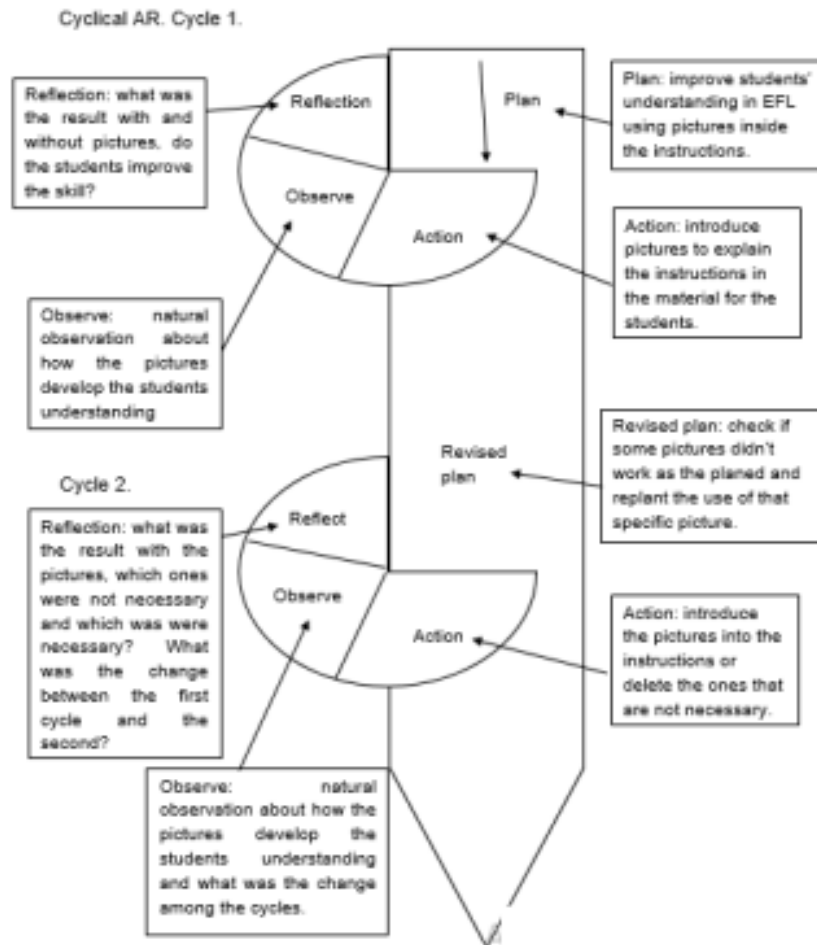 Cyclical AR. Cycle 1.
Reflection: what was
the result with and
without pictures, do
the students improve
the skill?
Reflection
Plan
Plan: improve students'
understanding in EFL
using pictures inside
the instructions.
Observe
Action
Action: introduce
pictures to explain
the instructions in
the material for the
students.
Observe: natural
observation about
how the pictures
develop the students
understanding
Revised
plan
Revised plan: check if
some pictures didn't
work as the planed and
replant the use of that
specific picture.
Cycle 2.
Reflection: what was
the result with the
pictures, which ones
were not necessary
and which was were
necessary? What
was the change
between the first
cycle and the
second?
Reflect
Observe
Action
Action: introduce
the pictures into the
instructions or
delete the ones that
are not necessary.
Observe: natural
observation about how the
pictures develop the
students understanding
and what was the change
among the cycles.